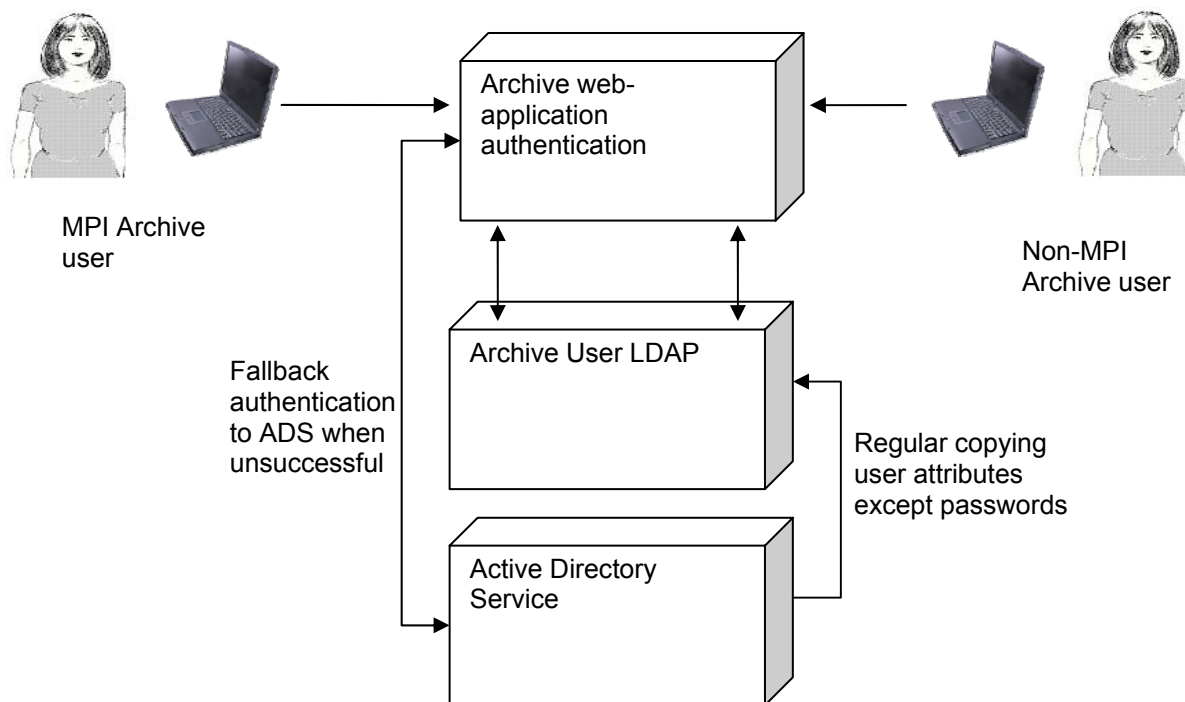 Archive web-
application
authentication
MPI Archive
user
Non-MPI
Archive user
Archive User LDAP
Fallback
authentication
to ADS when
unsuccessful
Regular copying
user attributes
except passwords
Active Directory
Service